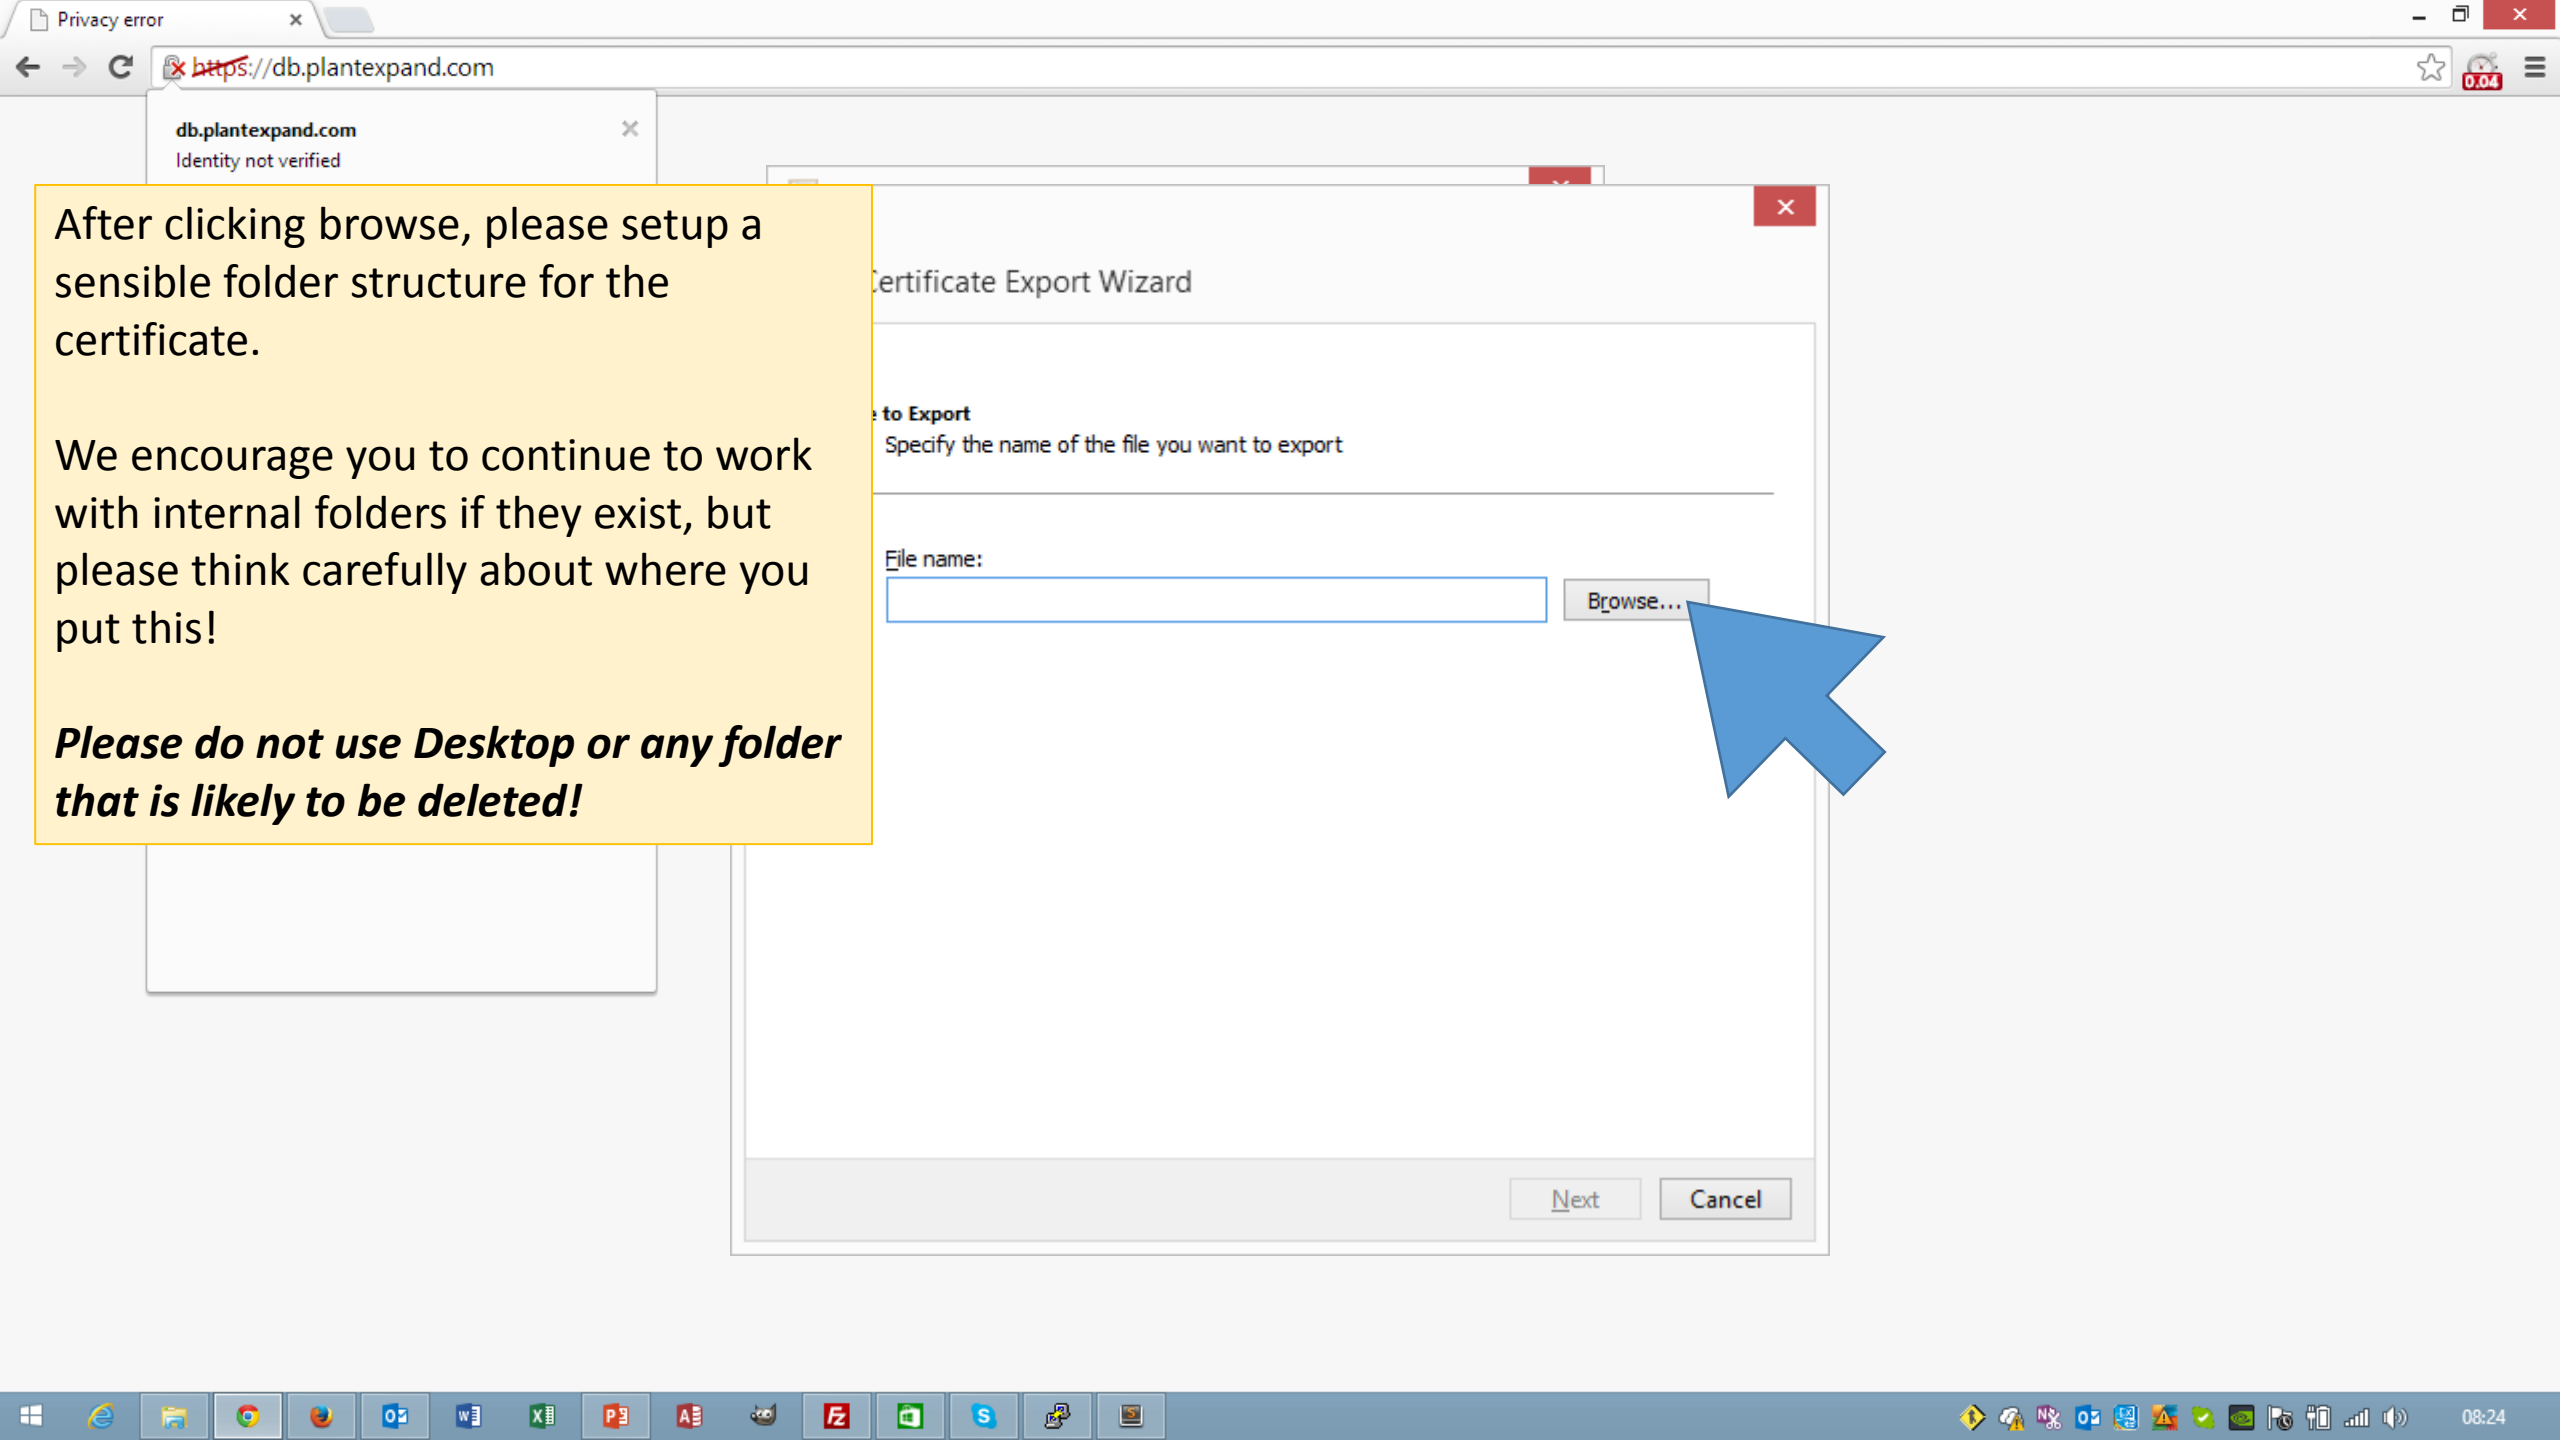 Privacy error
https://db.plantexpand.com
0.04
db.plantexpand.com
Identity not verified
After clicking browse, please setup a
sensible folder structure for the
certificate.
We encourage you to continue to work
with internal folders if they exist, but
please think carefully about where you
put this!
Please do not use Desktop or any folder
that is likely to be deleted!
Certificate Export Wizard
to Export
Specify the name of the file you want to export
File name:
Browse...
Next
Cancel
08:24